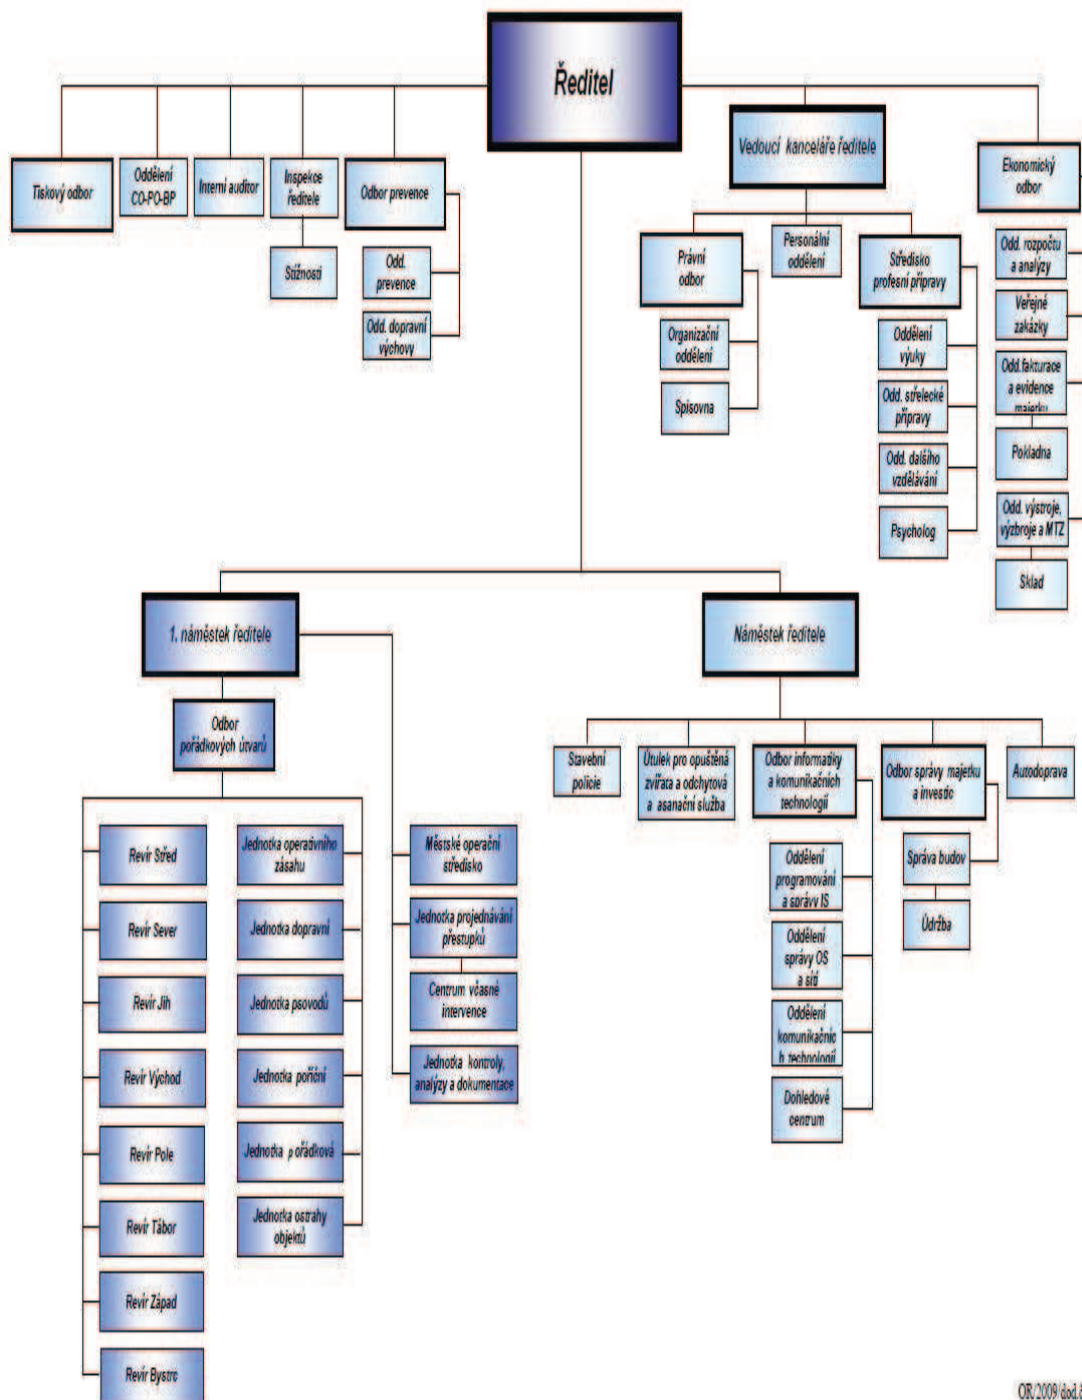 Ředitel
Vedoucí kanceláře ředitele
Tiskový odbor
Oddělení
CO-PO-BP
Interní auditor
Inspekce
ředitele
Odbor prevence
Ekonomický
odbor
Stížnosti
Odd.
prevence
Odd. dopravní
výchovy
Právní
odbor
Personální
oddělení
Středisko
profesní přípravy
Organizační
oddělení
Spisovna
Oddělení
výuky
Odd. střelecké
přípravy
Odd. dalšího
vzdělávání
Psycholog
Odd. rozpočtu
a analýzy
Veřejné
zakázky
Odd.fakturace
a evidence
majetku
Pokladna
Odd. výstroje,
výzbroje a MTZ
Sklad
1. náměstek ředitele
Náměstek ředitele
Odbor
pořádkových útvarů
Revír Střed
Revír Sever
Revír Jih
Revír Východ
Revír Pole
Revír Tábor
Revír Západ
Revír Bystrc
Jednotka operativního
zásahu
Jednotka dopravní
Jednotka psovodů
Jednotka poříční
Jednotka p ořádková
Jednotka ostrahy
objektů
Městské operační
středisko
Jednotka projednávání
přestupků
Centrum včasné
intervence
Jednotka kontroly,
analýzy a dokumentace
Stavební
policie
Útulek pro opuštěná
zvířata a odchytová
a asanační služba
Odbor informatiky
a komunikačních
technologií
Odbor správy majetku
a investic
Autodoprava
Oddělení
programování
a správy IS
Oddělení
správy OS
a sítí
Oddělení
komunikačníc
h technologií
Dohledové
centrum
Správa budov
Údržba
OR/2009/dod.č